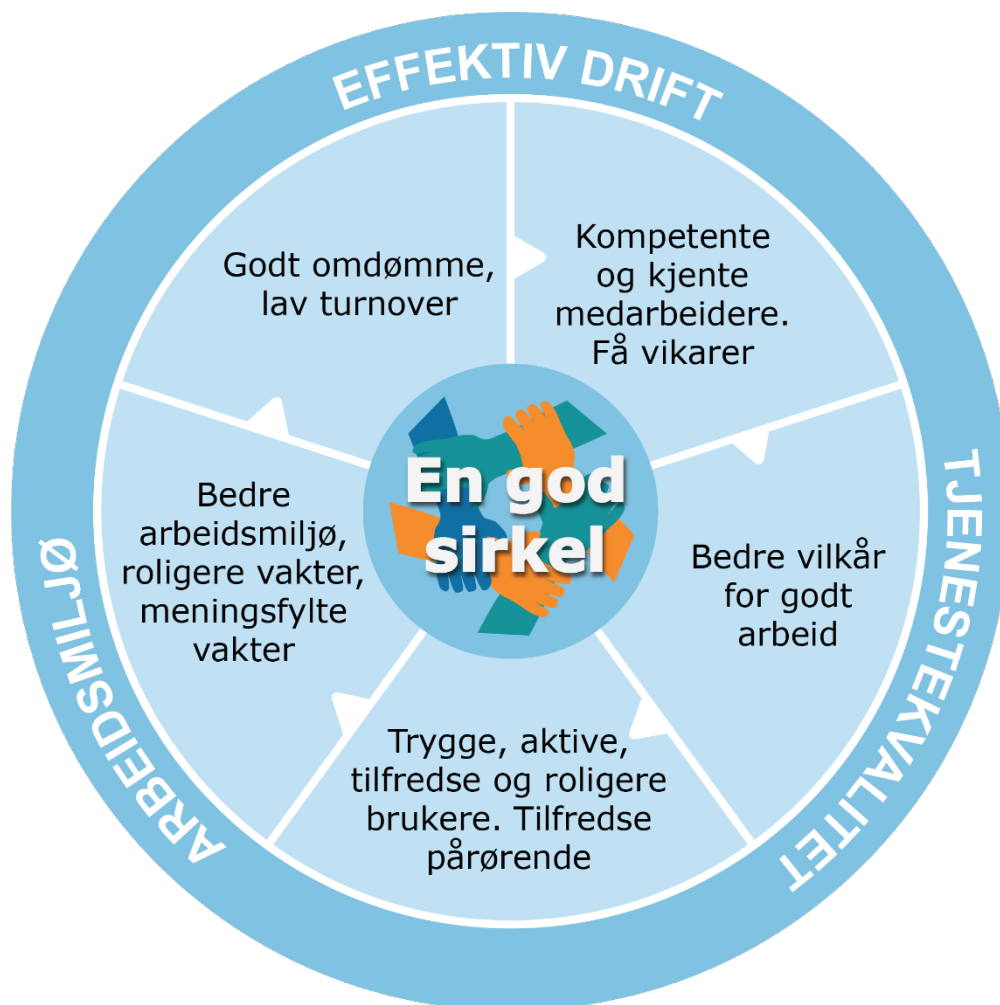 EFFEKTIV DRIFT
Kompetente
og kjente
medarbeidere.
Få vikarer
TJENESTEKVALITET
Bedre vilkår
for godt
arbeid
Trygge, aktive,
tilfredse og roligere
brukere. Tilfredse
pårørende
ARBEIDSMILJØ
Bedre
arbeidsmiljø,
roligere vakter,
meningsfylte
vakter
Godt omdømme,
lav turnover
En god
sirkel